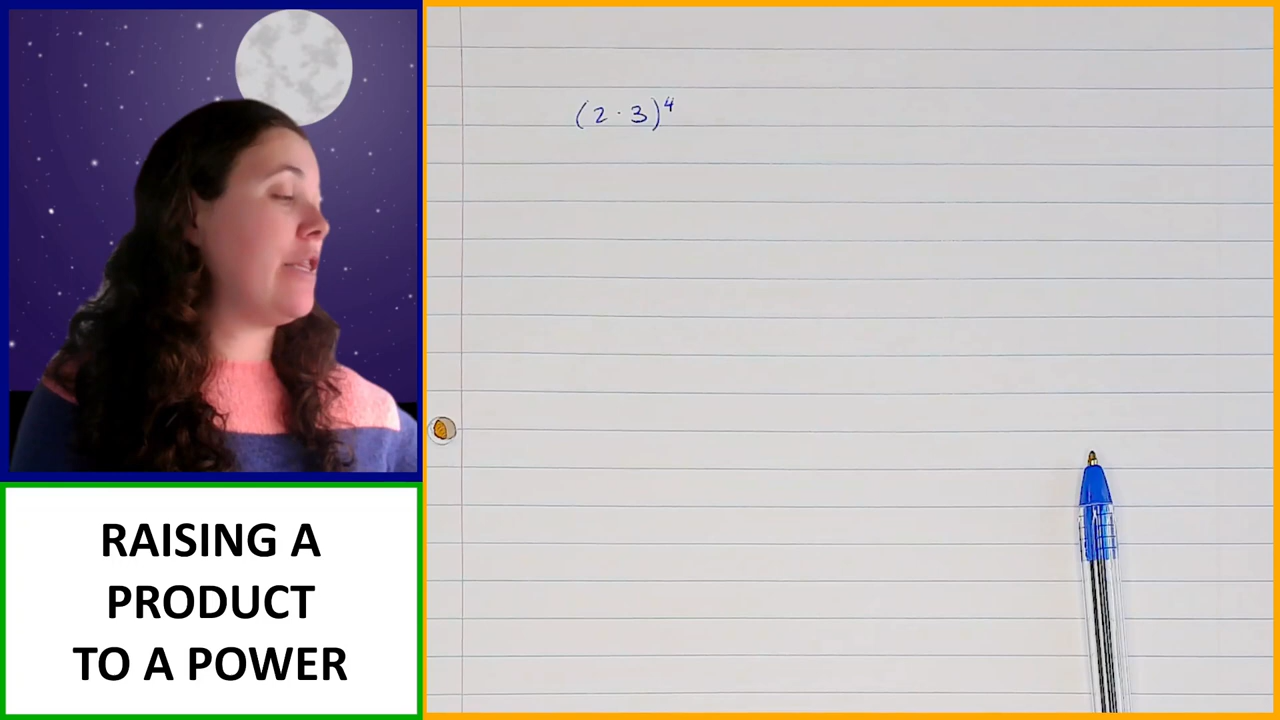 (2 · 3)⁴
RAISING A
PRODUCT
TO A POWER